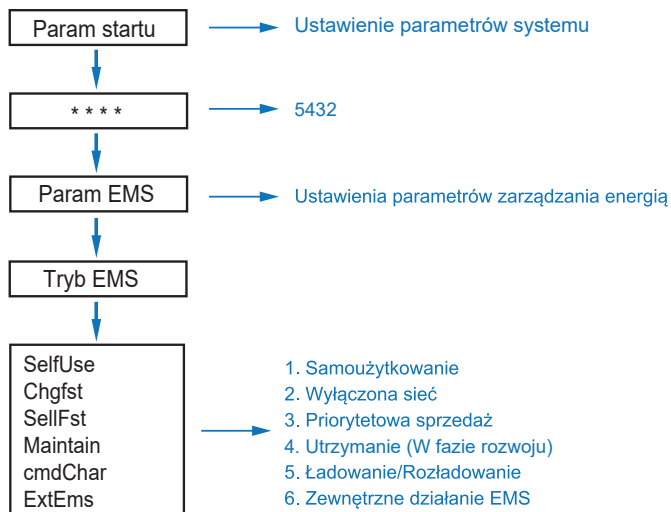 Param startu
Ustawienie parametrów systemu
* * * *
5432
Param EMS
Ustawienia parametrów zarządzania energią
Tryb EMS
SelfUse
Chgfst
SellFst
Maintain
cmdChar
ExtEms
1. Samoużytkowanie
2. Wyłączona sieć
3. Priorytetowa sprzedaż
4. Utrzymanie (W fazie rozwoju)
5. Ładowanie/Rozładowanie
6. Zewnętrzne działanie EMS